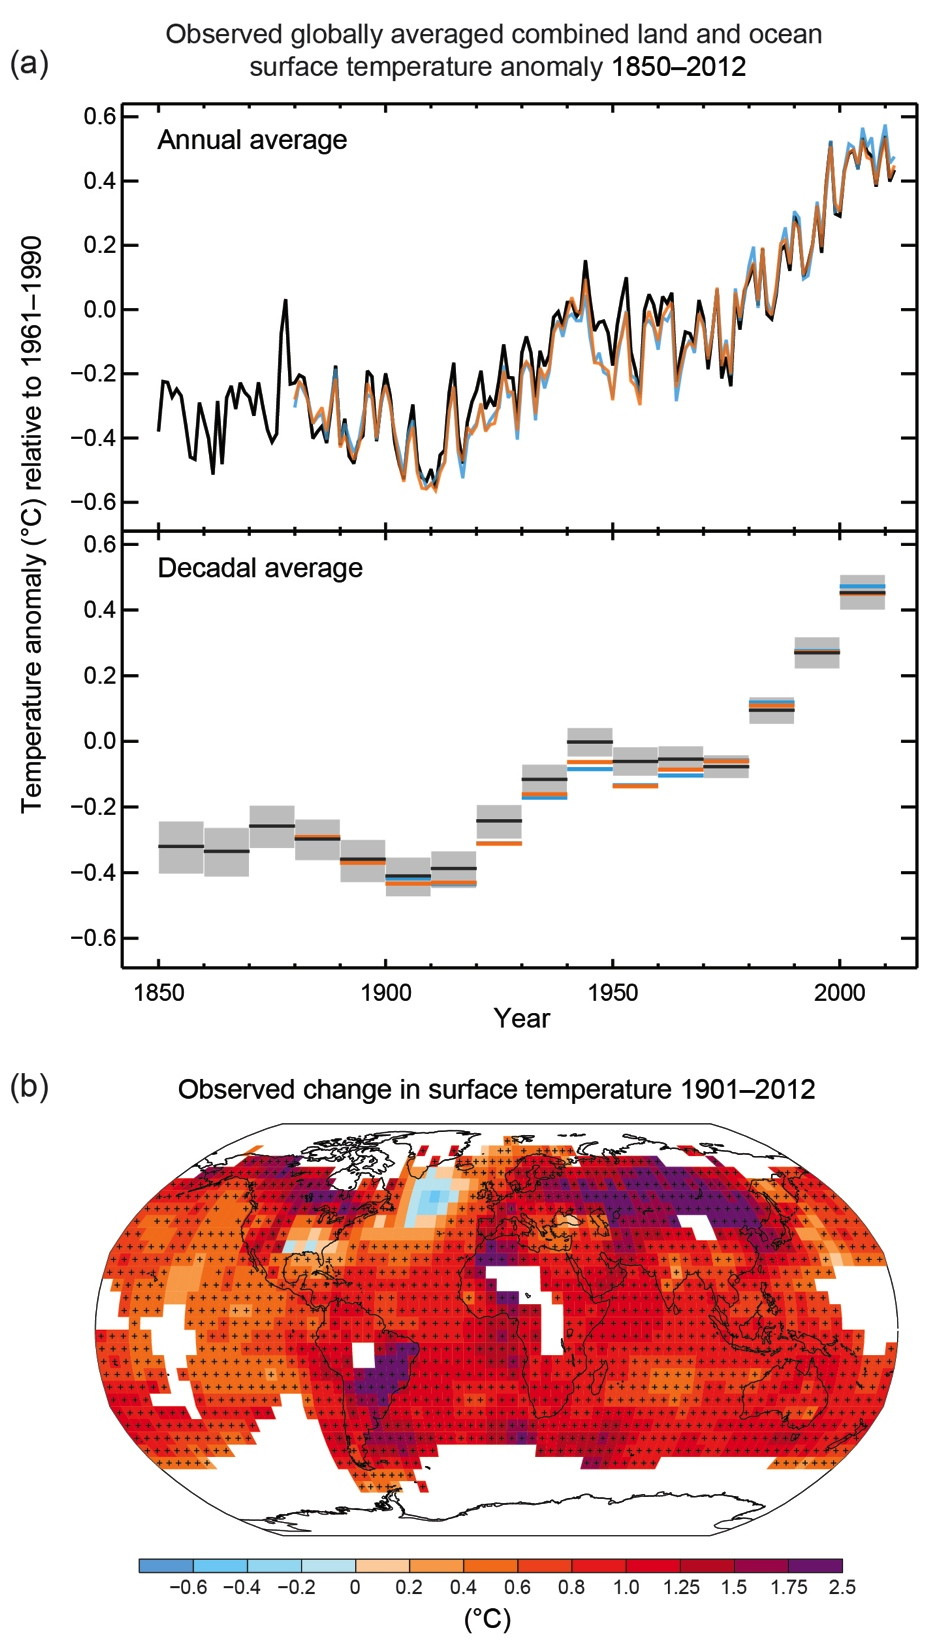 Observed globally averaged combined land and ocean
(a)
surface temperature anomaly 1850–2012
Temperature anomaly (°C) relative to 1961–1990
Annual average
0.6
0.4
0.2
0.0
−0.2
−0.4
−0.6
Decadal average
0.6
0.4
0.2
0.0
−0.2
−0.4
−0.6
1850 1900 1950 2000
Year
(b)
Observed change in surface temperature 1901–2012
−0.6 −0.4 −0.2 0 0.2 0.4 0.6 0.8 1.0 1.25 1.5 1.75 2.5
(°C)